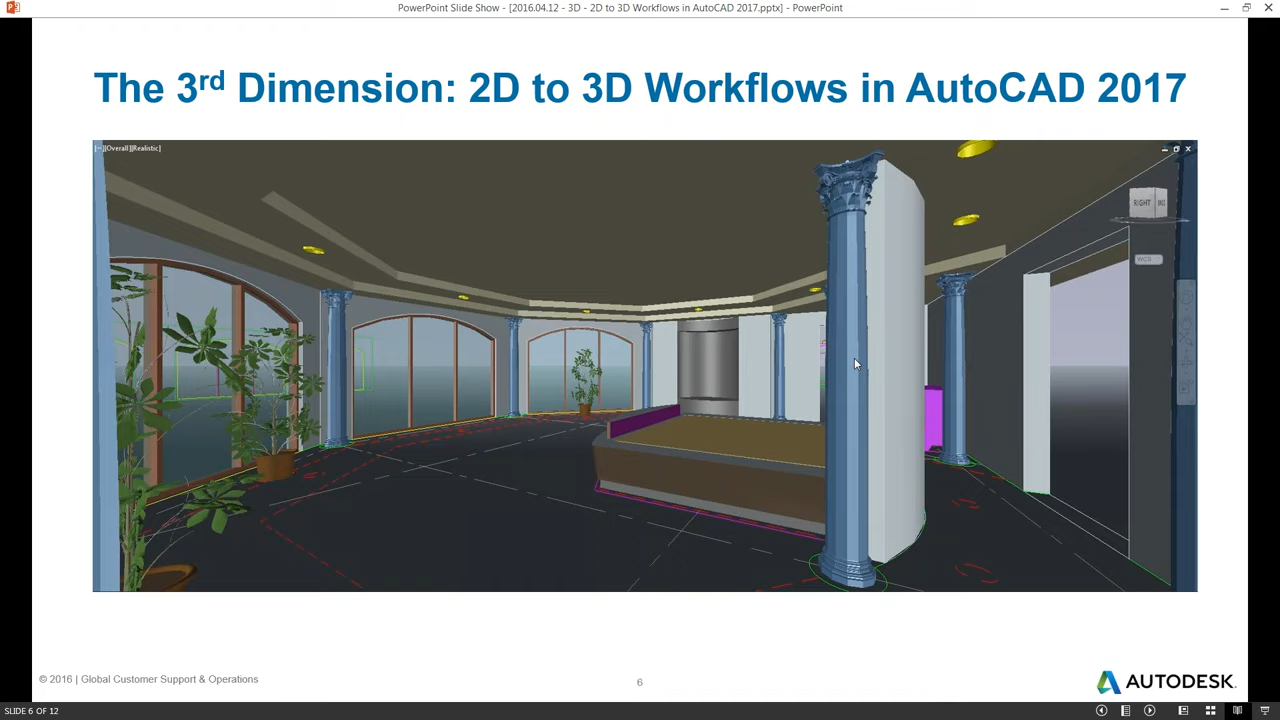 PowerPoint Slide Show - [2016.04.12 - 3D - 2D to 3D Workflows in AutoCAD 2017.pptx] - PowerPoint
The 3rd Dimension: 2D to 3D Workflows in AutoCAD 2017
[−][Overall][Realistic]
RIGHT
WCS
© 2016 | Global Customer Support & Operations
6
AUTODESK.
SLIDE 6 OF 12